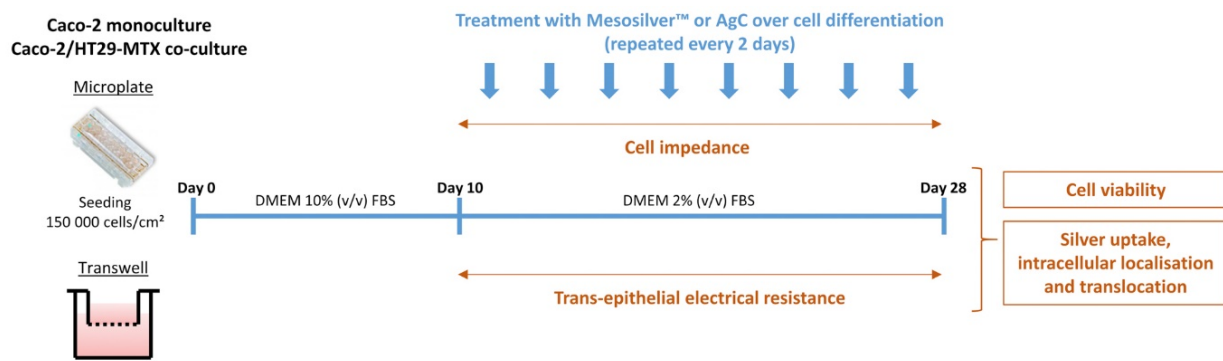 Caco-2 monoculture
Caco-2/HT29-MTX co-culture
Microplate
Seeding
150 000 cells/cm²
Transwell
Treatment with Mesosilver™ or AgC over cell differentiation
(repeated every 2 days)
Cell impedance
Day 0
DMEM 10% (v/v) FBS
Day 10
DMEM 2% (v/v) FBS
Day 28
Trans-epithelial electrical resistance
Cell viability
Silver uptake,
intracellular localisation
and translocation